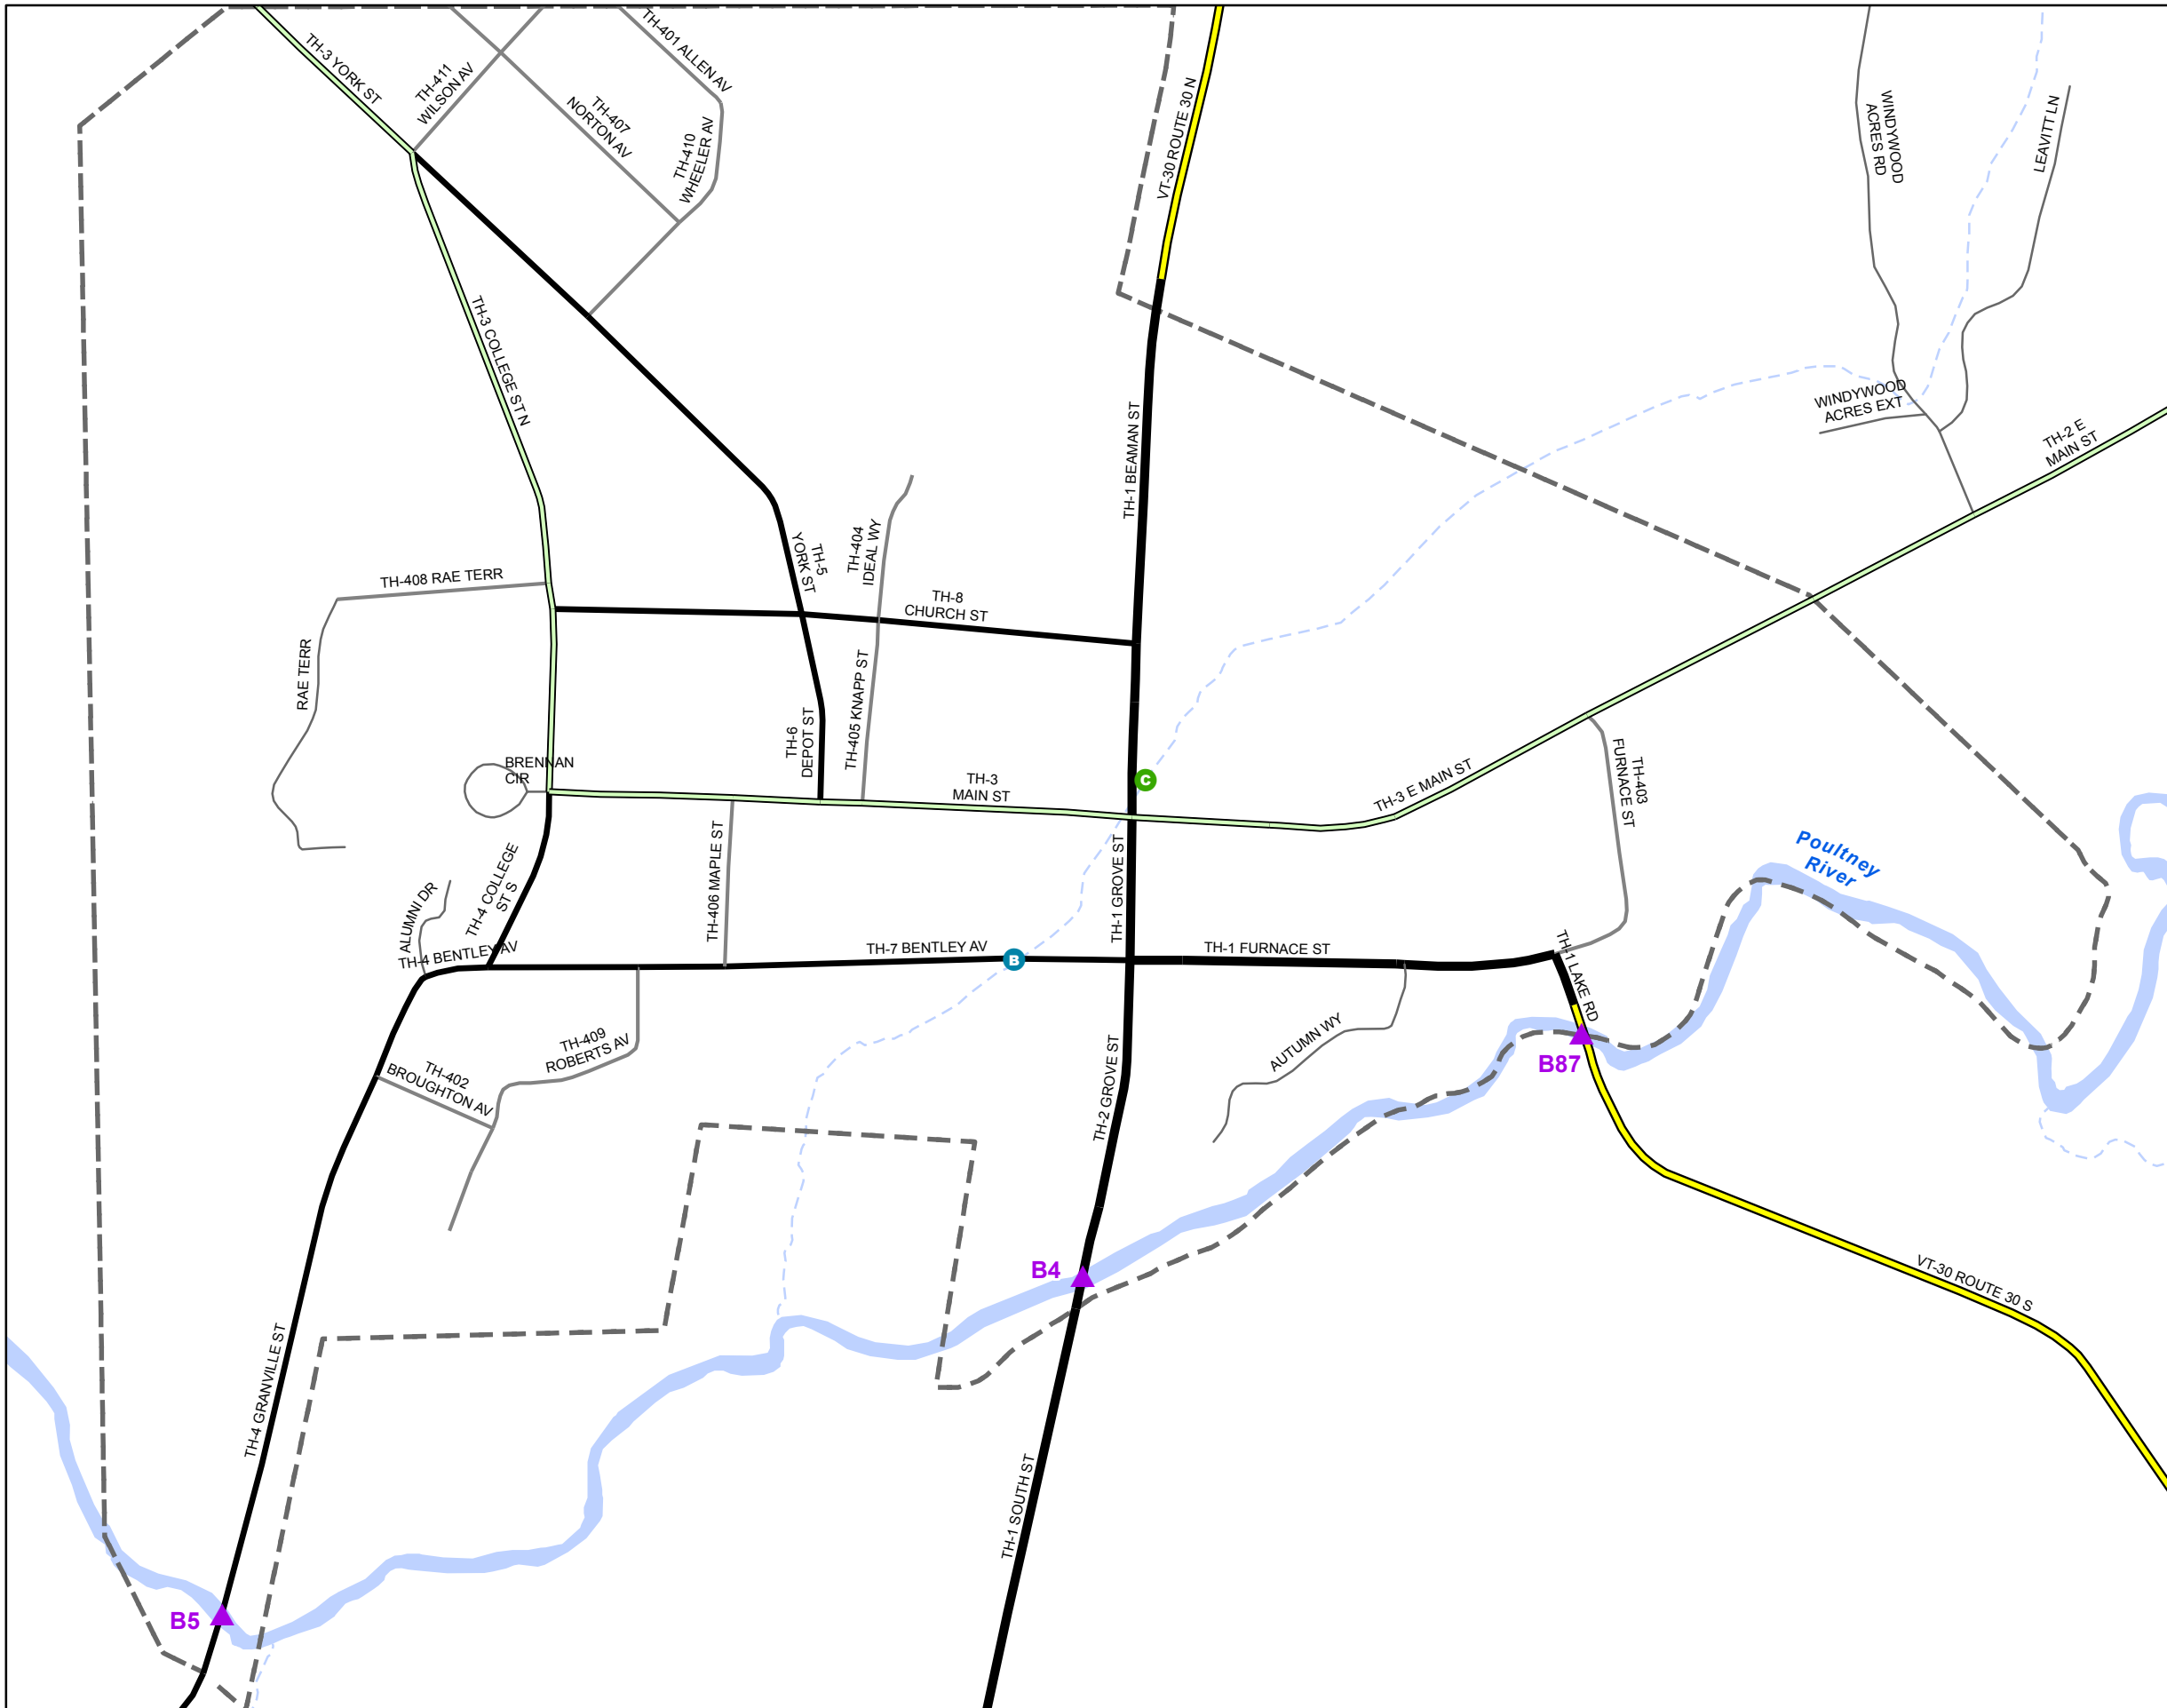 TH-3 YORK ST
TH-411
WILSON AV
TH-401 ALLEN AV
TH-407
NORTON AV
TH-410
WHEELER AV
VT-30 ROUTE 30 N
WINDYWOOD
ACRES RD
LEAVITT LN
TH-3 COLLEGE ST N
TH-1 BEAMAN ST
WINDYWOOD
ACRES EXT
TH-2 E
MAIN ST
TH-5
YORK ST
TH-404
IDEAL WY
TH-408 RAE TERR
TH-8
CHURCH ST
RAE TERR
TH-6
DEPOT ST
TH-405 KNAPP ST
BRENNAN
CIR
TH-3
MAIN ST
C
TH-3 E MAIN ST
TH-403
FURNACE ST
Poultney
River
TH-406 MAPLE ST
TH-1 GROVE ST
TH-4 COLLEGE
ST S
ALUMNI DR
TH-4 BENTLEY AV
TH-7 BENTLEY AV
B
TH-1 FURNACE ST
TH-1 LAKE RD
TH-409
ROBERTS AV
TH-402
BROUGHTON AV
AUTUMN WY
B87
TH-2 GROVE ST
B4
VT-30 ROUTE 30 S
TH-4 GRANVILLE ST
TH-1 SOUTH ST
B5